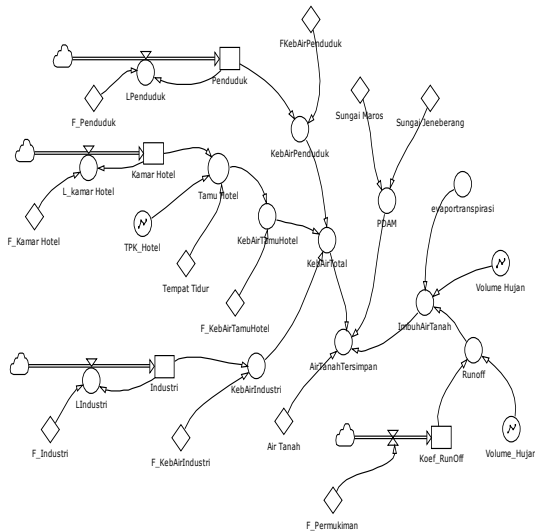 FKebAirPenduduk
Penduduk
LPenduduk
F_Penduduk
Sungai Maros
Sungai Jeneberang
KebAirPenduduk
Kamar Hotel
L_kamar Hotel
Tamu Hotel
F_Kamar Hotel
TPK_Hotel
KebAirTamuHotel
PDAM
evaportranspirasi
Tempat Tidur
KebAirTotal
F_KebAirTamuHotel
Volume Hujan
ImbuhAirTanah
Industri
LIndustri
KebAirIndustri
AirTanahTersimpan
Runoff
F_Industri
F_KebAirIndustri
Air Tanah
Koef_RunOff
Volume_Hujan
F_Permukiman